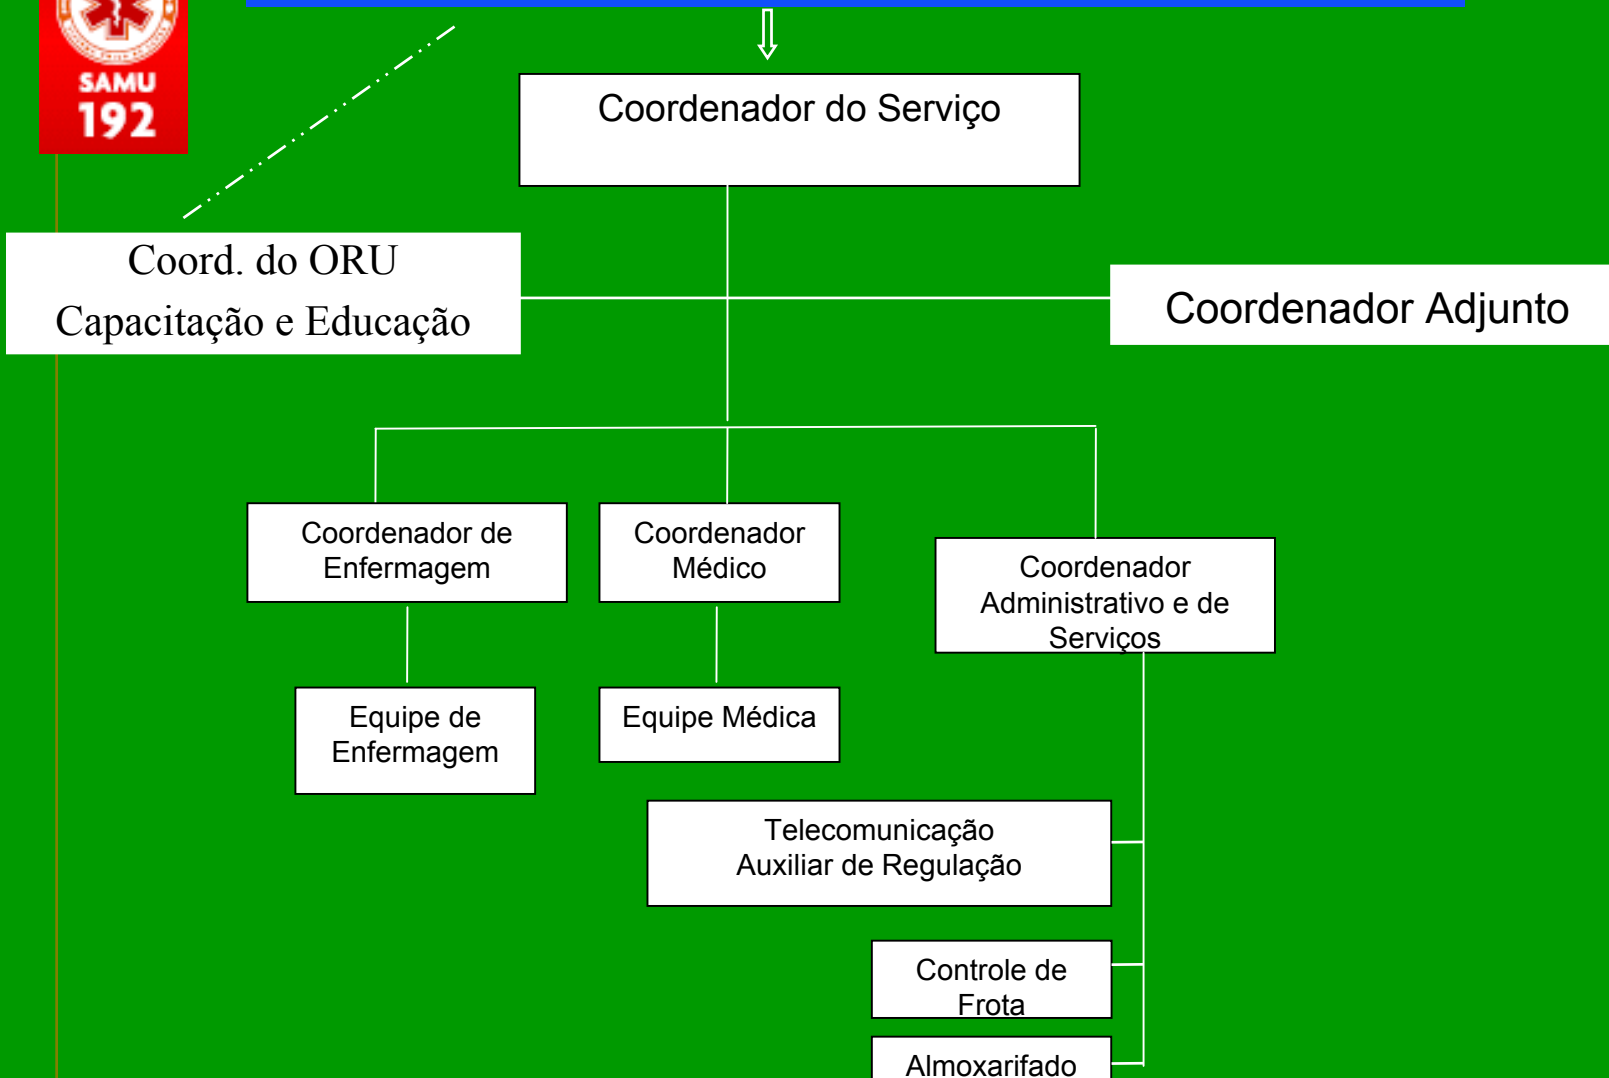 SAMU
192
Coordenador do Serviço
Coord. do ORU
Capacitação e Educação
Coordenador Adjunto
Coordenador de
Enfermagem
Coordenador
Médico
Coordenador
Administrativo e de
Serviços
Equipe de
Enfermagem
Equipe Médica
Telecomunicação
Auxiliar de Regulação
Controle de
Frota
Almoxarifado